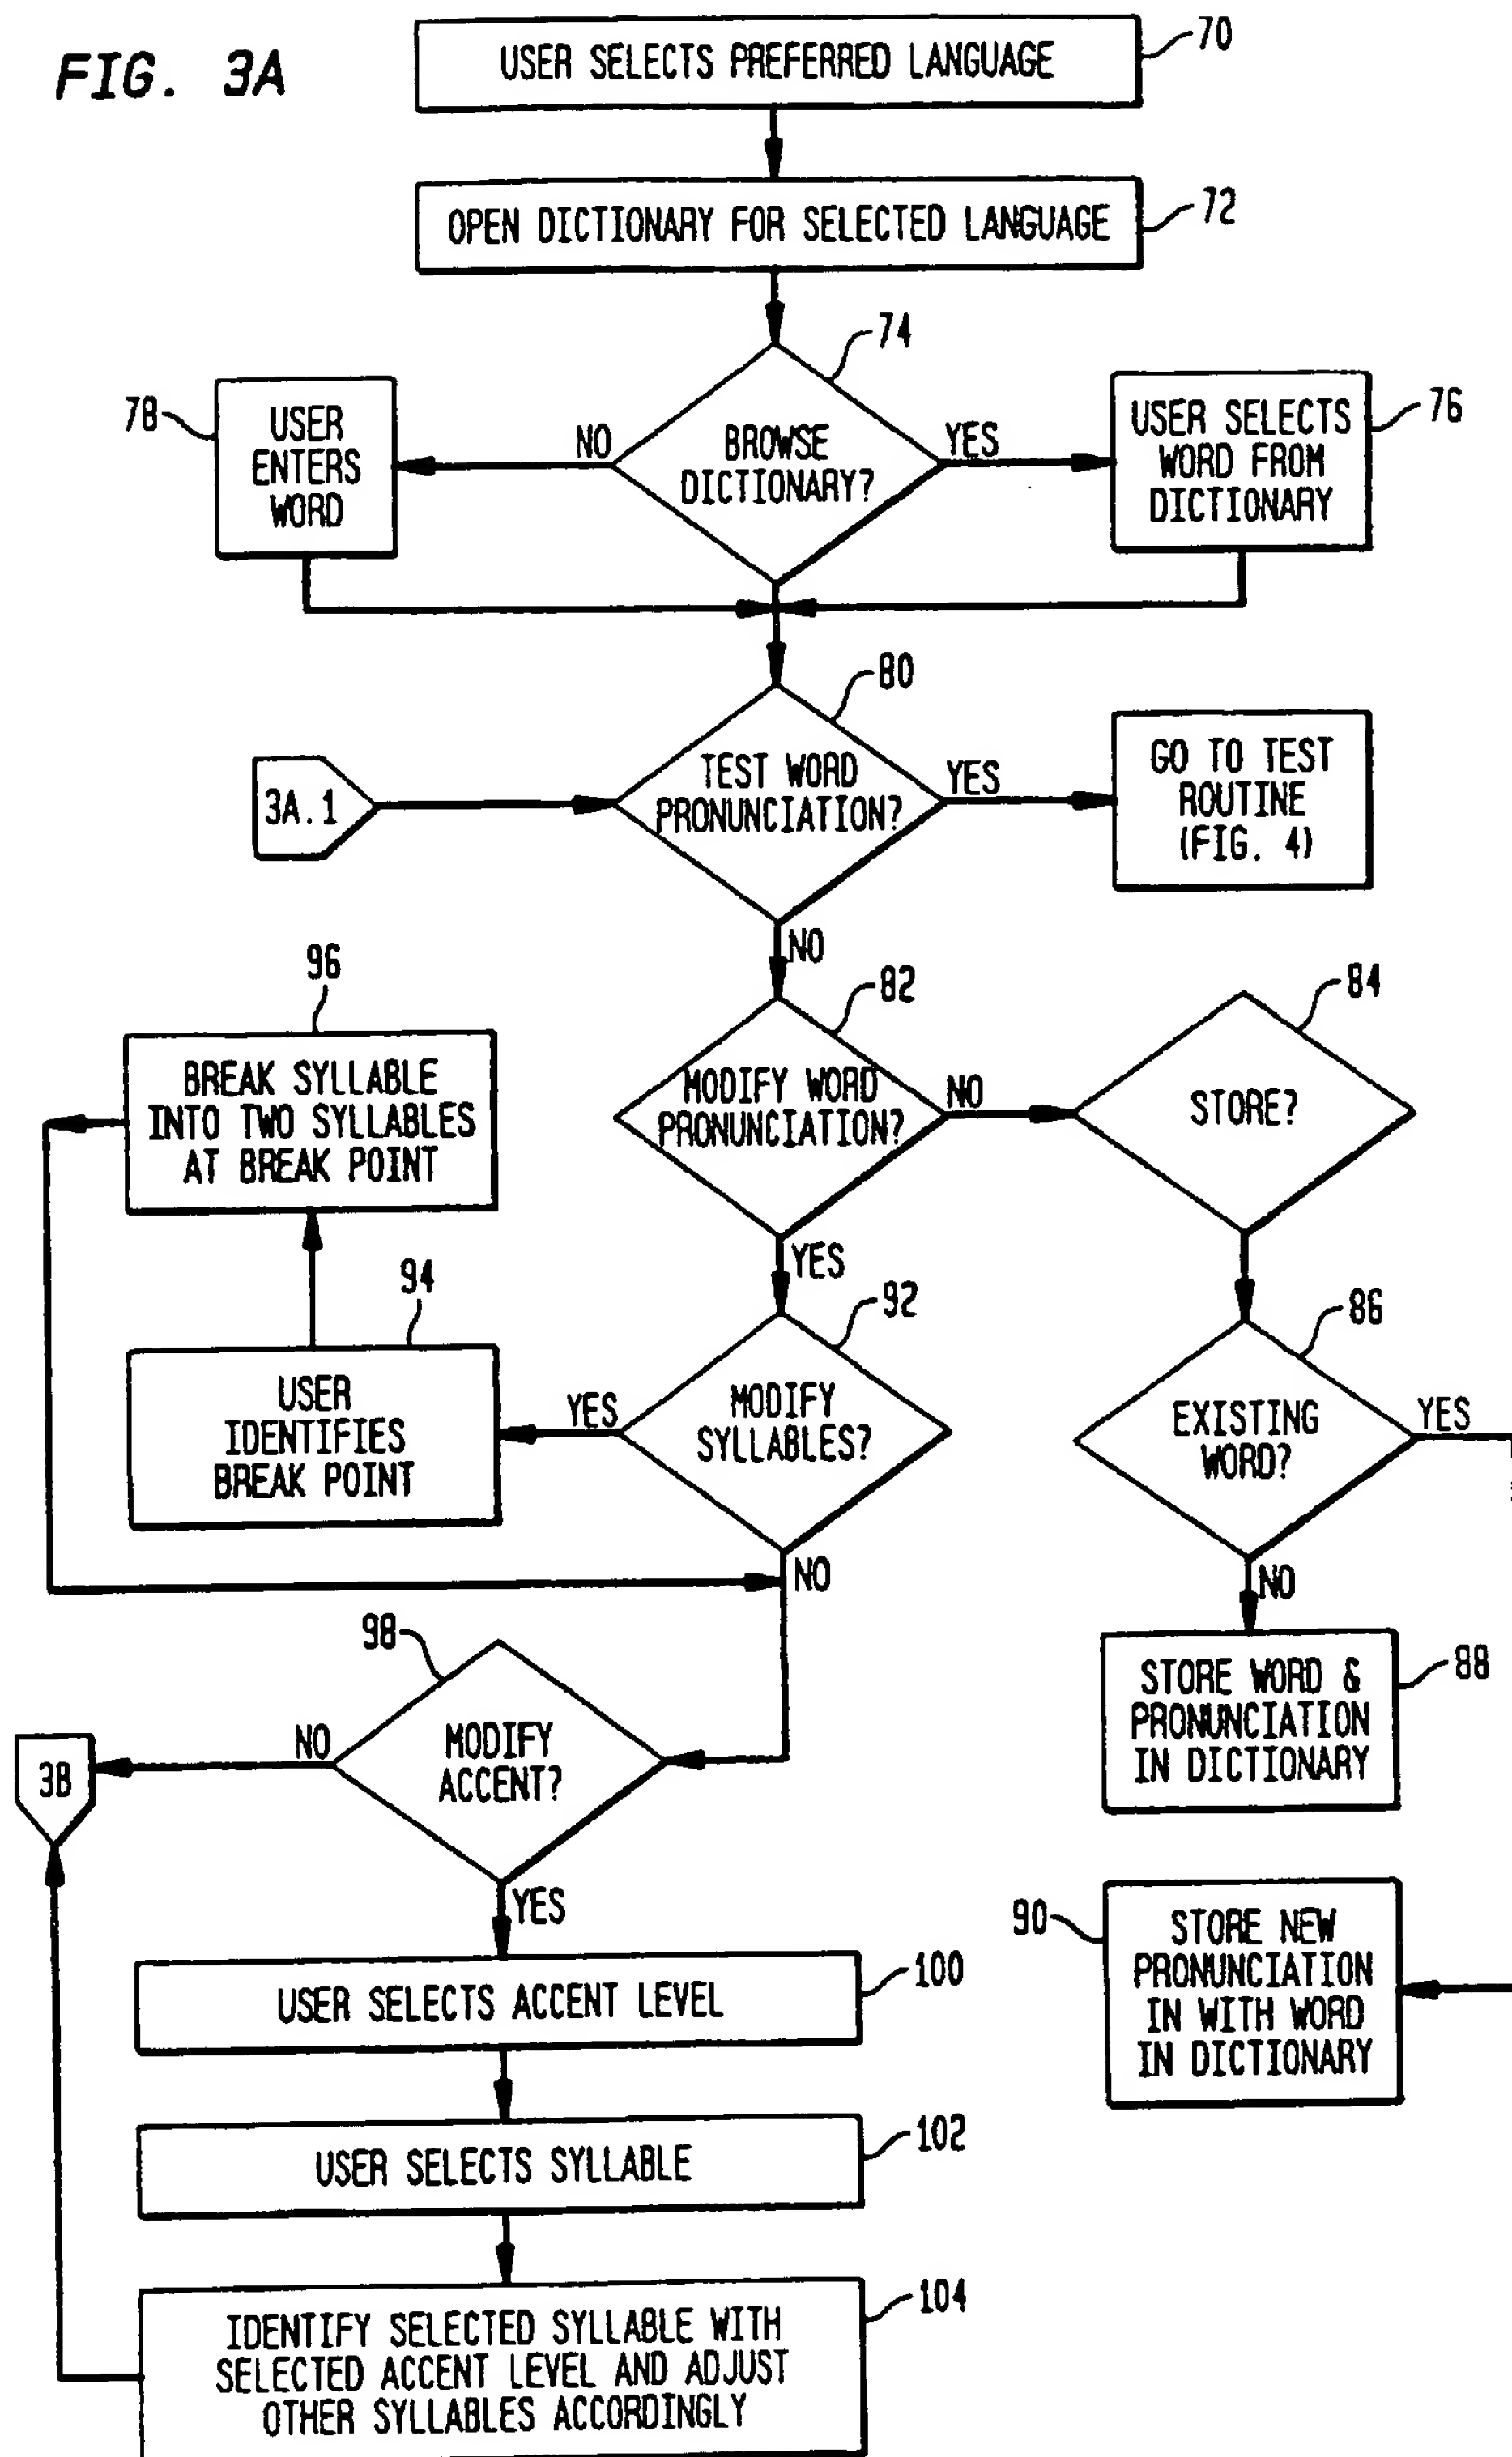 FIG. 3A
USER SELECTS PREFERRED LANGUAGE
70
OPEN DICTIONARY FOR SELECTED LANGUAGE
72
74
78
USER
ENTERS
WORD
NO
BROWSE
DICTIONARY?
YES
USER SELECTS
WORD FROM
DICTIONARY
76
80
3A.1
TEST WORD
PRONUNCIATION?
YES
GO TO TEST
ROUTINE
(FIG. 4)
NO
96
BREAK SYLLABLE
INTO TWO SYLLABLES
AT BREAK POINT
82
MODIFY WORD
PRONUNCIATION?
NO
84
STORE?
YES
94
USER
IDENTIFIES
BREAK POINT
YES
92
MODIFY
SYLLABLES?
NO
86
EXISTING
WORD?
YES
NO
98
NO
MODIFY
ACCENT?
3B
YES
STORE WORD &
PRONUNCIATION
IN DICTIONARY
88
90
STORE NEW
PRONUNCIATION
IN WITH WORD
IN DICTIONARY
USER SELECTS ACCENT LEVEL
100
USER SELECTS SYLLABLE
102
IDENTIFY SELECTED SYLLABLE WITH
SELECTED ACCENT LEVEL AND ADJUST
OTHER SYLLABLES ACCORDINGLY
104